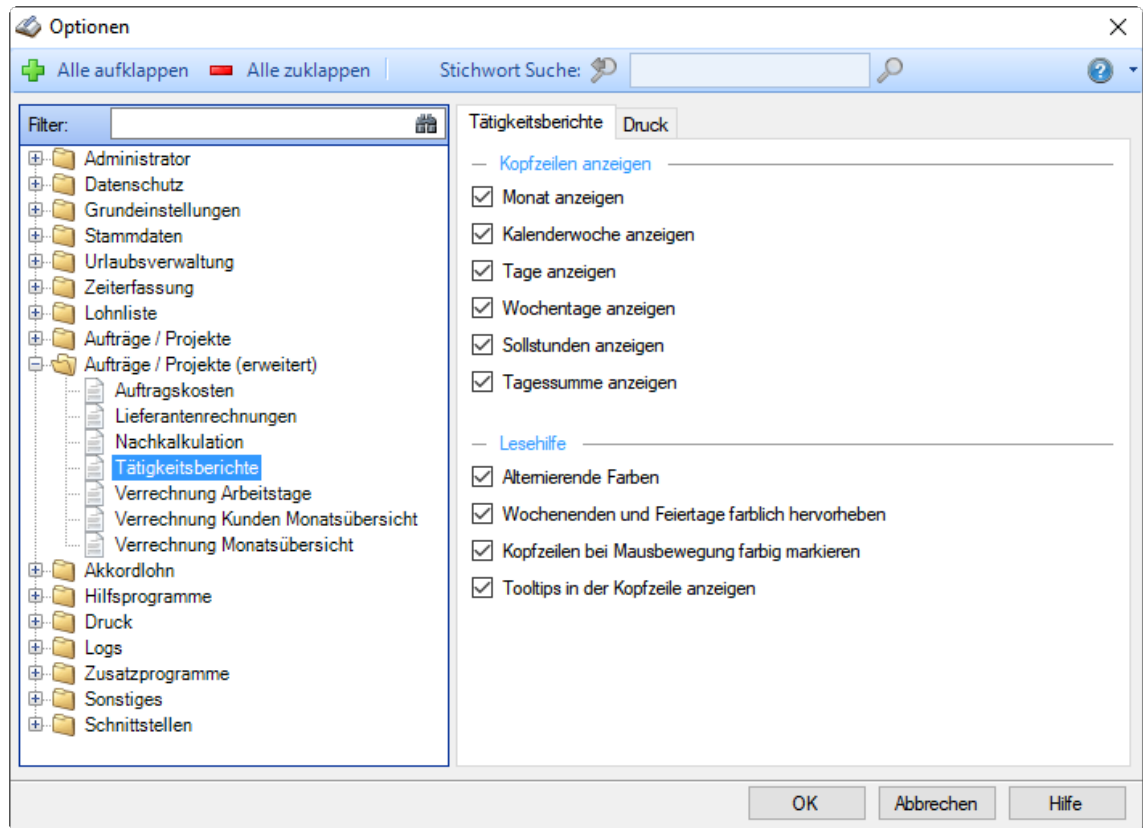 Optionen
Alle aufklappen Alle zuklappen Stichwort Suche:
Filter:
Administrator
Datenschutz
Grundeinstellungen
Stammdaten
Urlaubsverwaltung
Zeiterfassung
Lohnliste
Aufträge / Projekte
Aufträge / Projekte (erweitert)
Auftragskosten
Lieferantenrechnungen
Nachkalkulation
Tätigkeitsberichte
Verrechnung Arbeitstage
Verrechnung Kunden Monatsübersicht
Verrechnung Monatsübersicht
Akkordlohn
Hilfsprogramme
Druck
Logs
Zusatzprogramme
Sonstiges
Schnittstellen
Tätigkeitsberichte Druck
Kopfzeilen anzeigen
Monat anzeigen
Kalenderwoche anzeigen
Tage anzeigen
Wochentage anzeigen
Sollstunden anzeigen
Tagessumme anzeigen
Lesehilfe
Alternierende Farben
Wochenenden und Feiertage farblich hervorheben
Kopfzeilen bei Mausbewegung farbig markieren
Tooltips in der Kopfzeile anzeigen
OK Abbrechen Hilfe